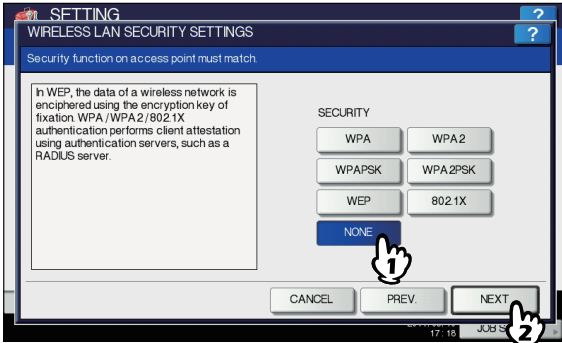 SETTING
?
WIRELESS LAN SECURITY SETTINGS
?
Security function on access point must match.
In WEP, the data of a wireless network is
enciphered using the encryption key of
fixation. WPA/WPA2/802.1X
authentication performs client attestation
using authentication servers, such as a
RADIUS server.
SECURITY
WPA
WPA2
WPAPSK
WPA2PSK
WEP
802.1X
NONE
1
CANCEL
PREV.
NEXT
2
17:18
JOB